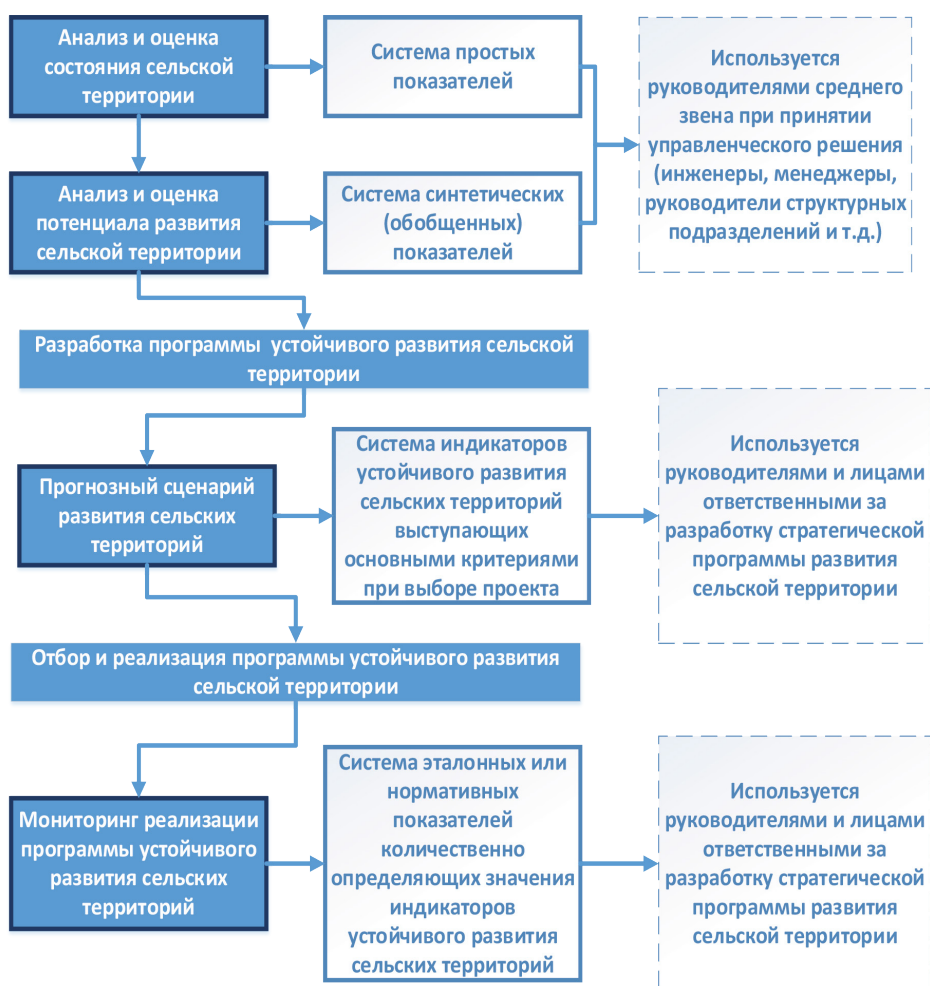 Анализ и оценка
состояния сельской
территории
Система простых
показателей
Используется
руководителями среднего
звена при принятии
управленческого решения
(инженеры, менеджеры,
руководители структурных
подразделений и т.д.)
Анализ и оценка
потенциала развития
сельской территории
Система синтетических
(обобщенных)
показателей
Разработка программы устойчивого развития сельской
территории
Прогнозный сценарий
развития сельских
территорий
Система индикаторов
устойчивого развития
сельских территорий
выступающих
основными критериями
при выборе проекта
Используется
руководителями и лицами
ответственными за
разработку стратегической
программы развития
сельской территории
Отбор и реализация программы устойчивого развития
сельской территории
Мониторинг реализации
программы устойчивого
развития сельских
территорий
Система эталонных или
нормативных
показателей
количественно
определяющих значения
индикаторов
устойчивого развития
сельских территорий
Используется
руководителями и лицами
ответственными за
разработку стратегической
программы развития
сельской территории